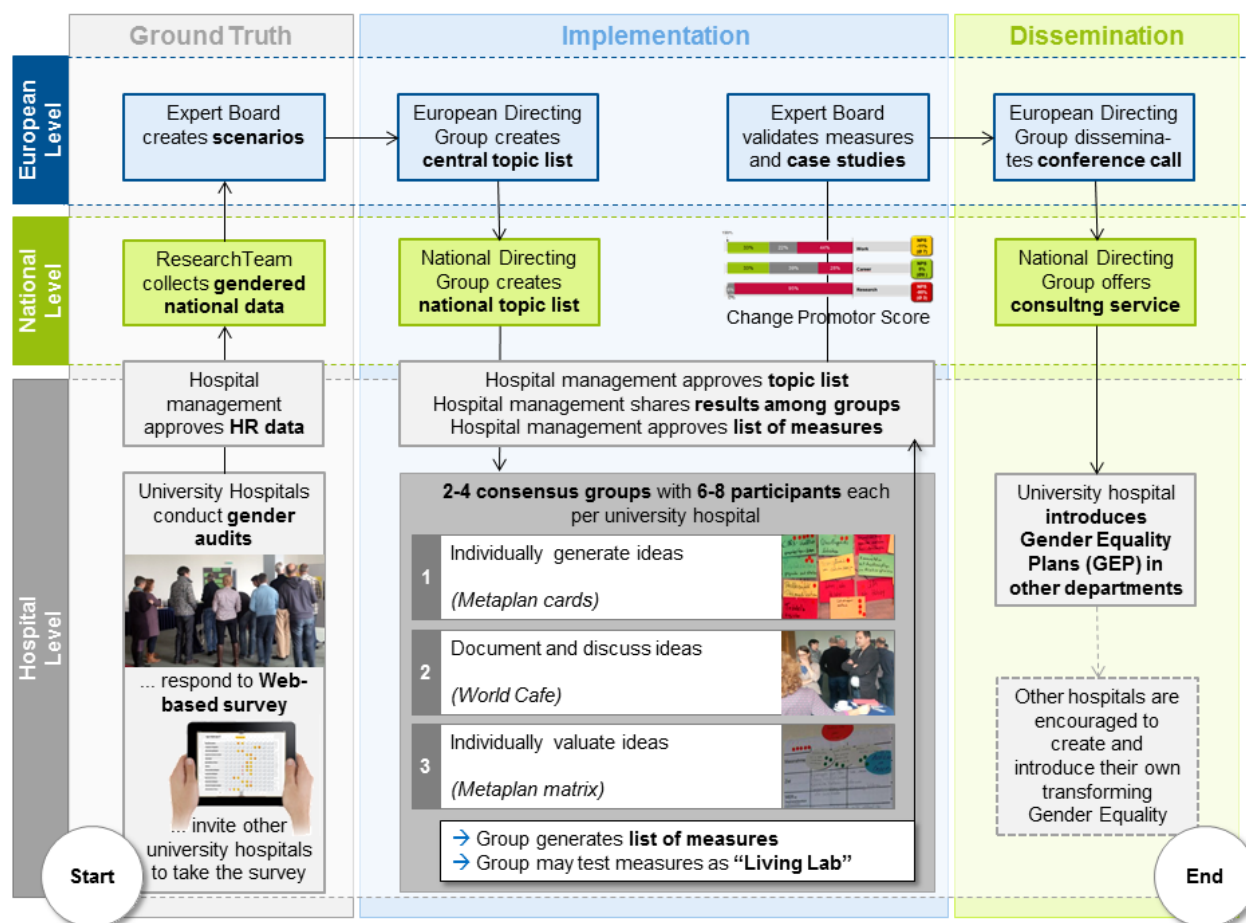 Ground Truth
Implementation
Dissemination
European
Level
Expert Board
creates scenarios
European Directing
Group creates
central topic list
Expert Board
validates measures
and case studies
European Directing
Group dissemina-
tes conference call
National
Level
ResearchTeam
collects gendered
national data
National Directing
Group creates
national topic list
Work
Career
Research
Change Promotor Score
National Directing
Group offers
consultng service
Hospital
Level
Hospital
management
approves HR data
Hospital management approves topic list
Hospital management shares results among groups
Hospital management approves list of measures
University Hospitals
conduct gender
audits
... respond to Web-
based survey
... invite other
university hospitals
to take the survey
2-4 consensus groups with 6-8 participants each
per university hospital
1
Individually generate ideas
(Metaplan cards)
2
Document and discuss ideas
(World Cafe)
3
Individually valuate ideas
(Metaplan matrix)
→ Group generates list of measures
→ Group may test measures as “Living Lab”
University hospital
introduces
Gender Equality
Plans (GEP) in
other departments
Other hospitals are
encouraged to
create and
introduce their own
transforming
Gender Equality
Start
End